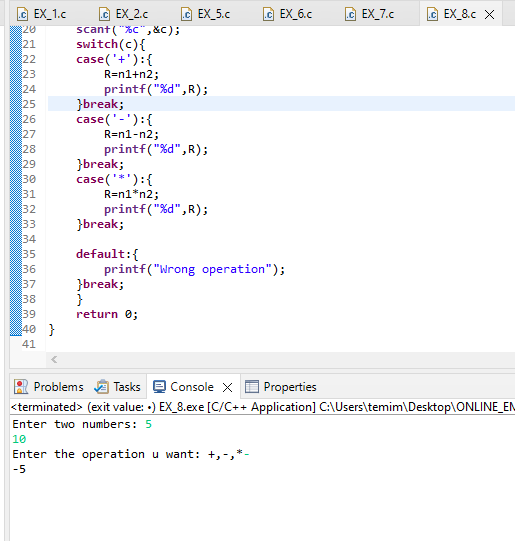 EX_1.c EX_2.c EX_5.c EX_6.c EX_7.c EX_8.c
20 scanf("%c",&c);
21 switch(c){
22 case('+'):{
23 R=n1+n2;
24 printf("%d",R);
25 }break;
26 case('-'):{
27 R=n1-n2;
28 printf("%d",R);
29 }break;
30 case('*'):{
31 R=n1*n2;
32 printf("%d",R);
33 }break;
34
35 default:{
36 printf("Wrong operation");
37 }break;
38 }
39 return 0;
40 }
41
Problems Tasks Console Properties
<terminated> (exit value: •) EX_8.exe [C/C++ Application] C:\Users\temim\Desktop\ONLINE_EN
Enter two numbers: 5
10
Enter the operation u want: +,-,*-
-5